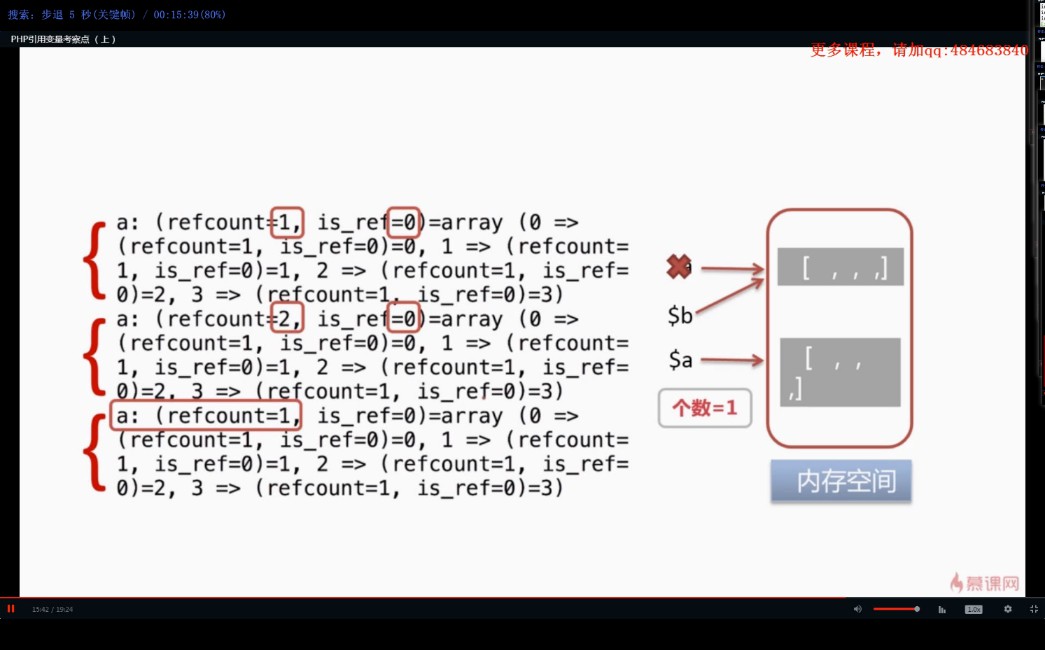 搜索: 步退 5 秒(关键帧) / 00:15:39(80%)
PHP引用变量考察点（上）
更多课程，请加qq:484683840
a: (refcount=1, is_ref=0)=array (0 =>
(refcount=1, is_ref=0)=0, 1 => (refcount=
1, is_ref=0)=1, 2 => (refcount=1, is_ref=
0)=2, 3 => (refcount=1, is_ref=0)=3)
a: (refcount=2, is_ref=0)=array (0 =>
(refcount=1, is_ref=0)=0, 1 => (refcount=
1, is_ref=0)=1, 2 => (refcount=1, is_ref=
0)=2, 3 => (refcount=1, is_ref=0)=3)
a: (refcount=1, is_ref=0)=array (0 =>
(refcount=1, is_ref=0)=0, 1 => (refcount=
1, is_ref=0)=1, 2 => (refcount=1, is_ref=
0)=2, 3 => (refcount=1, is_ref=0)=3)
[ , , ,]
$b
$a
[ , ,
,]
个数=1
内存空间
慕课网
15:42 / 19:24
1.0x